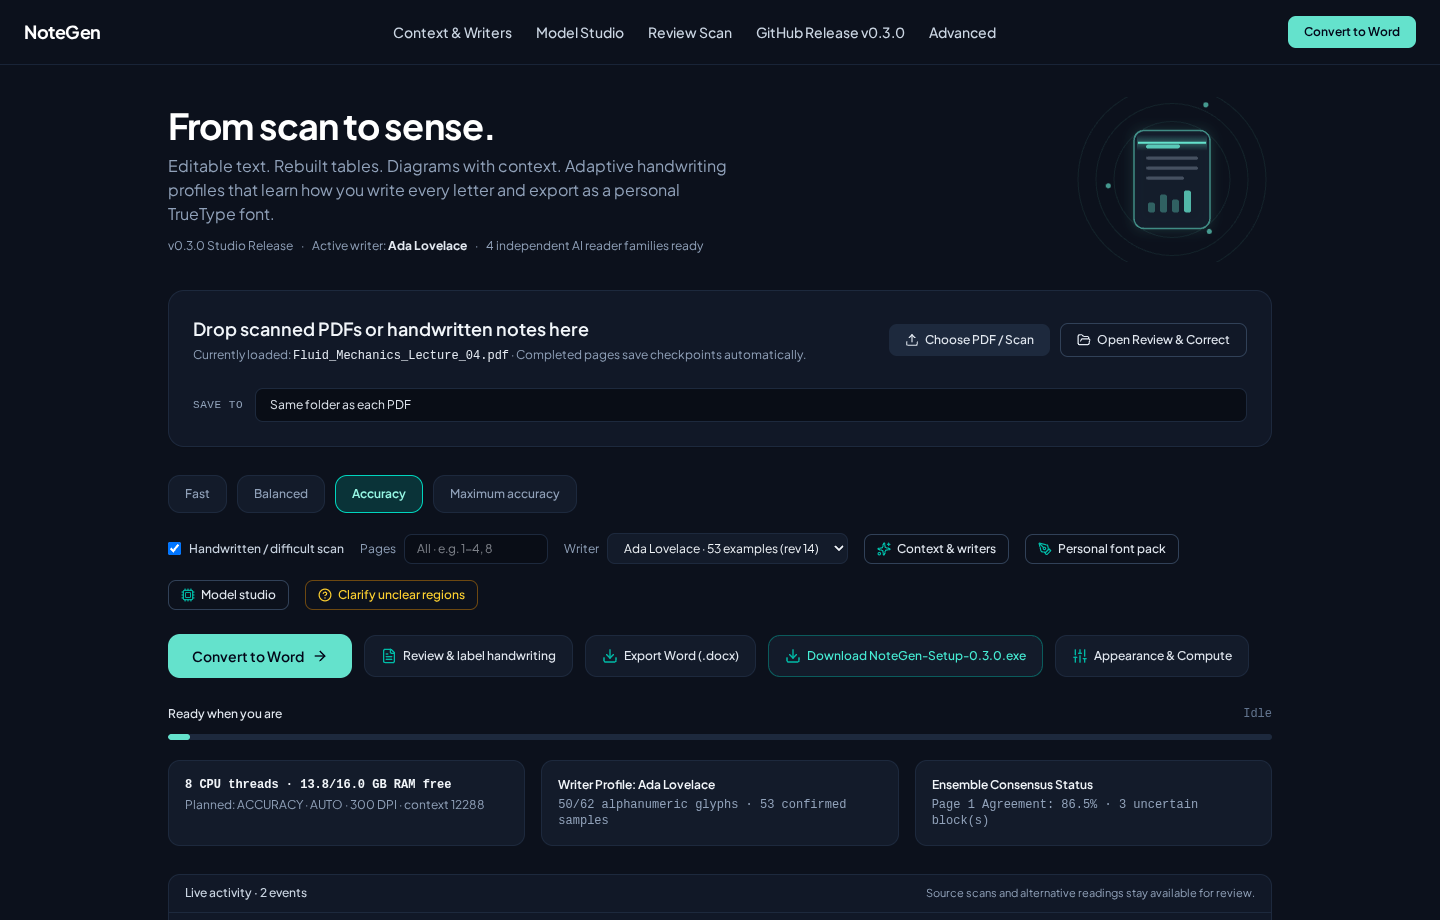 NoteGen
Context & Writers
Model Studio
Review Scan
GitHub Release v0.3.0
Advanced
Convert to Word
From scan to sense.
Editable text. Rebuilt tables. Diagrams with context. Adaptive handwriting
profiles that learn how you write every letter and export as a personal
TrueType font.
v0.3.0 Studio Release · Active writer: Ada Lovelace · 4 independent AI reader families ready
Drop scanned PDFs or handwritten notes here
Currently loaded: Fluid_Mechanics_Lecture_04.pdf · Completed pages save checkpoints automatically.
Choose PDF / Scan
Open Review & Correct
SAVE TO
Same folder as each PDF
Fast
Balanced
Accuracy
Maximum accuracy
Handwritten / difficult scan
Pages
All · e.g. 1–4, 8
Writer
Ada Lovelace · 53 examples (rev 14)
Context & writers
Personal font pack
Model studio
Clarify unclear regions
Convert to Word
Review & label handwriting
Export Word (.docx)
Download NoteGen-Setup-0.3.0.exe
Appearance & Compute
Ready when you are
Idle
8 CPU threads · 13.8/16.0 GB RAM free
Planned: ACCURACY · AUTO · 300 DPI · context 12288
Writer Profile: Ada Lovelace
50/62 alphanumeric glyphs · 53 confirmed
samples
Ensemble Consensus Status
Page 1 Agreement: 86.5% · 3 uncertain
block(s)
Live activity · 2 events
Source scans and alternative readings stay available for review.